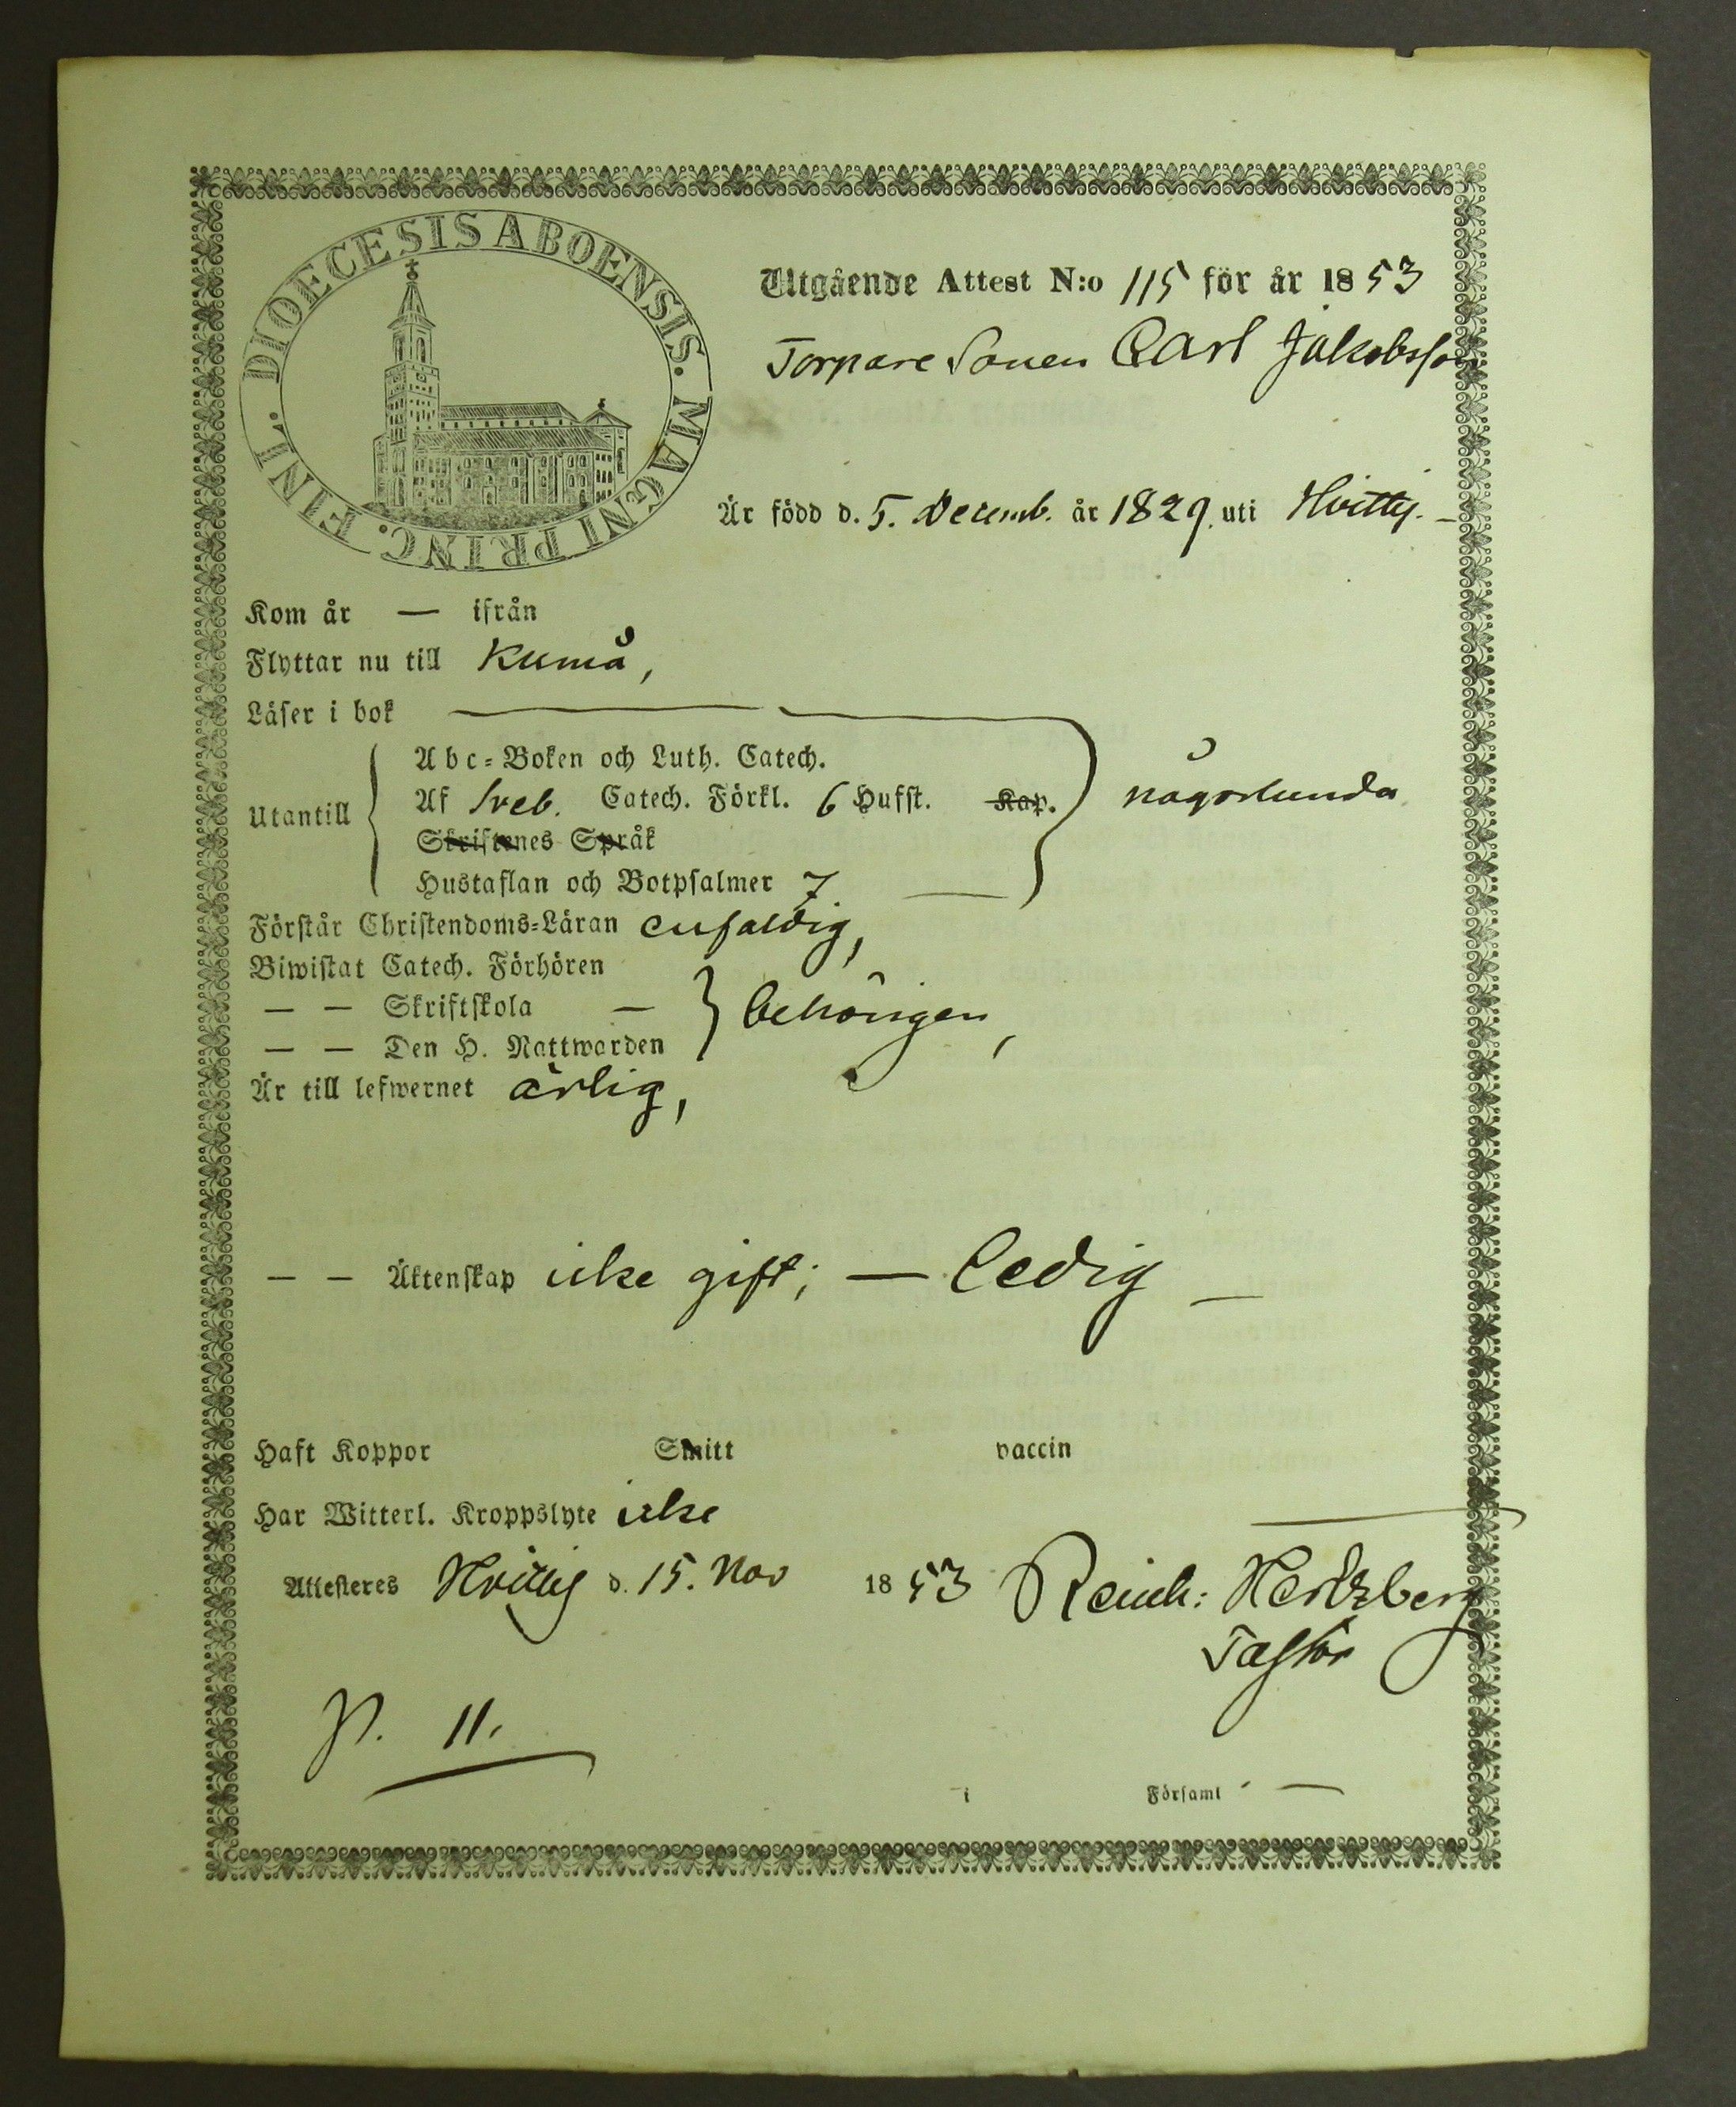 DIOECESIS ABOENSIS. MAGNI PRINC. FINL.
Utgående Attest N:o 115 för år 1853
Torpare Sonen Carl Jakobsson
Är född d. 5. Decemb. år 1829. uti Hvittis. –
Kom år — ifrån
Flyttar nu till Kumå,
Läser i bok —
Utantill
Abc-Boken och Luth. Catech.
Af Sveb. Catech. Förkl. 6 Hufst. Kap.
Skriftenes Språk
Hustaflan och Botpsalmer 7 —
någorlunda
Förstår Christendoms-Läran enfaldig,
Biwistat Catech. Förhören
— — Skriftskola —
— — Den H. Nattwarden
behörigen,
Är till lefwernet ärlig,
— — Äktenskap icke gift; — ledig –
Haft Koppor Smitt vaccin
Har Witterl. Kroppslyte icke
Attesteres Hvittis d. 15. Nov 1853 Reinh: Hertzberg
Pastor
p. 11.
i Församl —